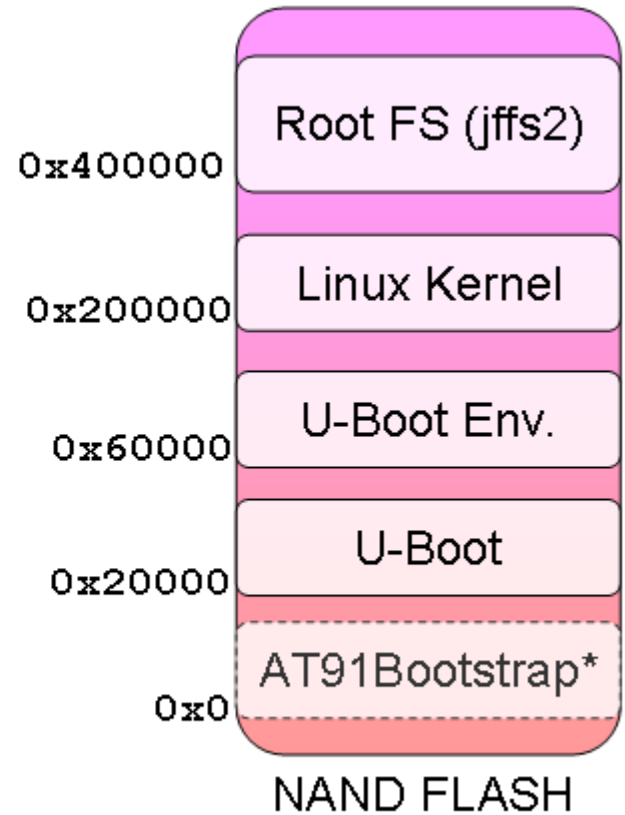 Root FS (jffs2)
0x400000
Linux Kernel
0x200000
U-Boot Env.
0x60000
U-Boot
0x20000
AT91Bootstrap*
0x0
NAND FLASH